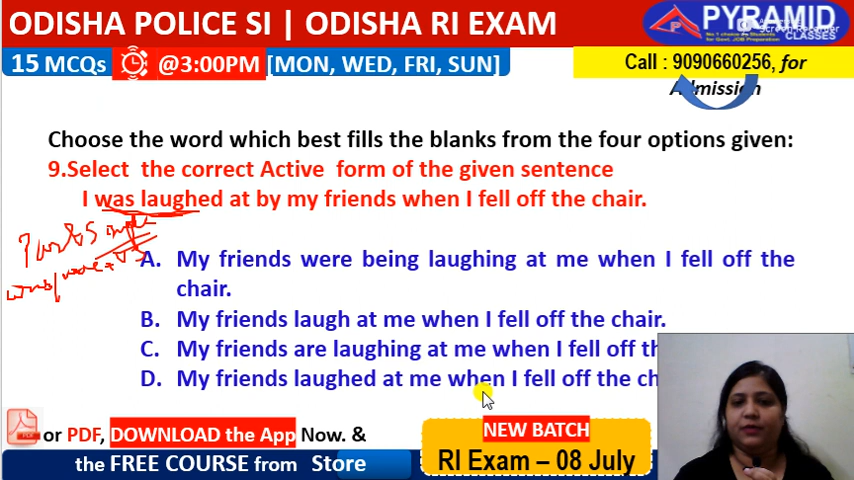 ODISHA POLICE SI | ODISHA RI EXAM
PYRAMID
CLASSES
15 MCQs @3:00PM [MON, WED, FRI, SUN]
Call : 9090660256, for
Admission
Choose the word which best fills the blanks from the four options given:
9.Select the correct Active form of the given sentence
I was laughed at by my friends when I fell off the chair.
A. My friends were being laughing at me when I fell off the
chair.
B. My friends laugh at me when I fell off the chair.
C. My friends are laughing at me when I fell off th
D. My friends laughed at me when I fell off the ch
or PDF, DOWNLOAD the App Now. &
the FREE COURSE from Store
NEW BATCH
RI Exam – 08 July